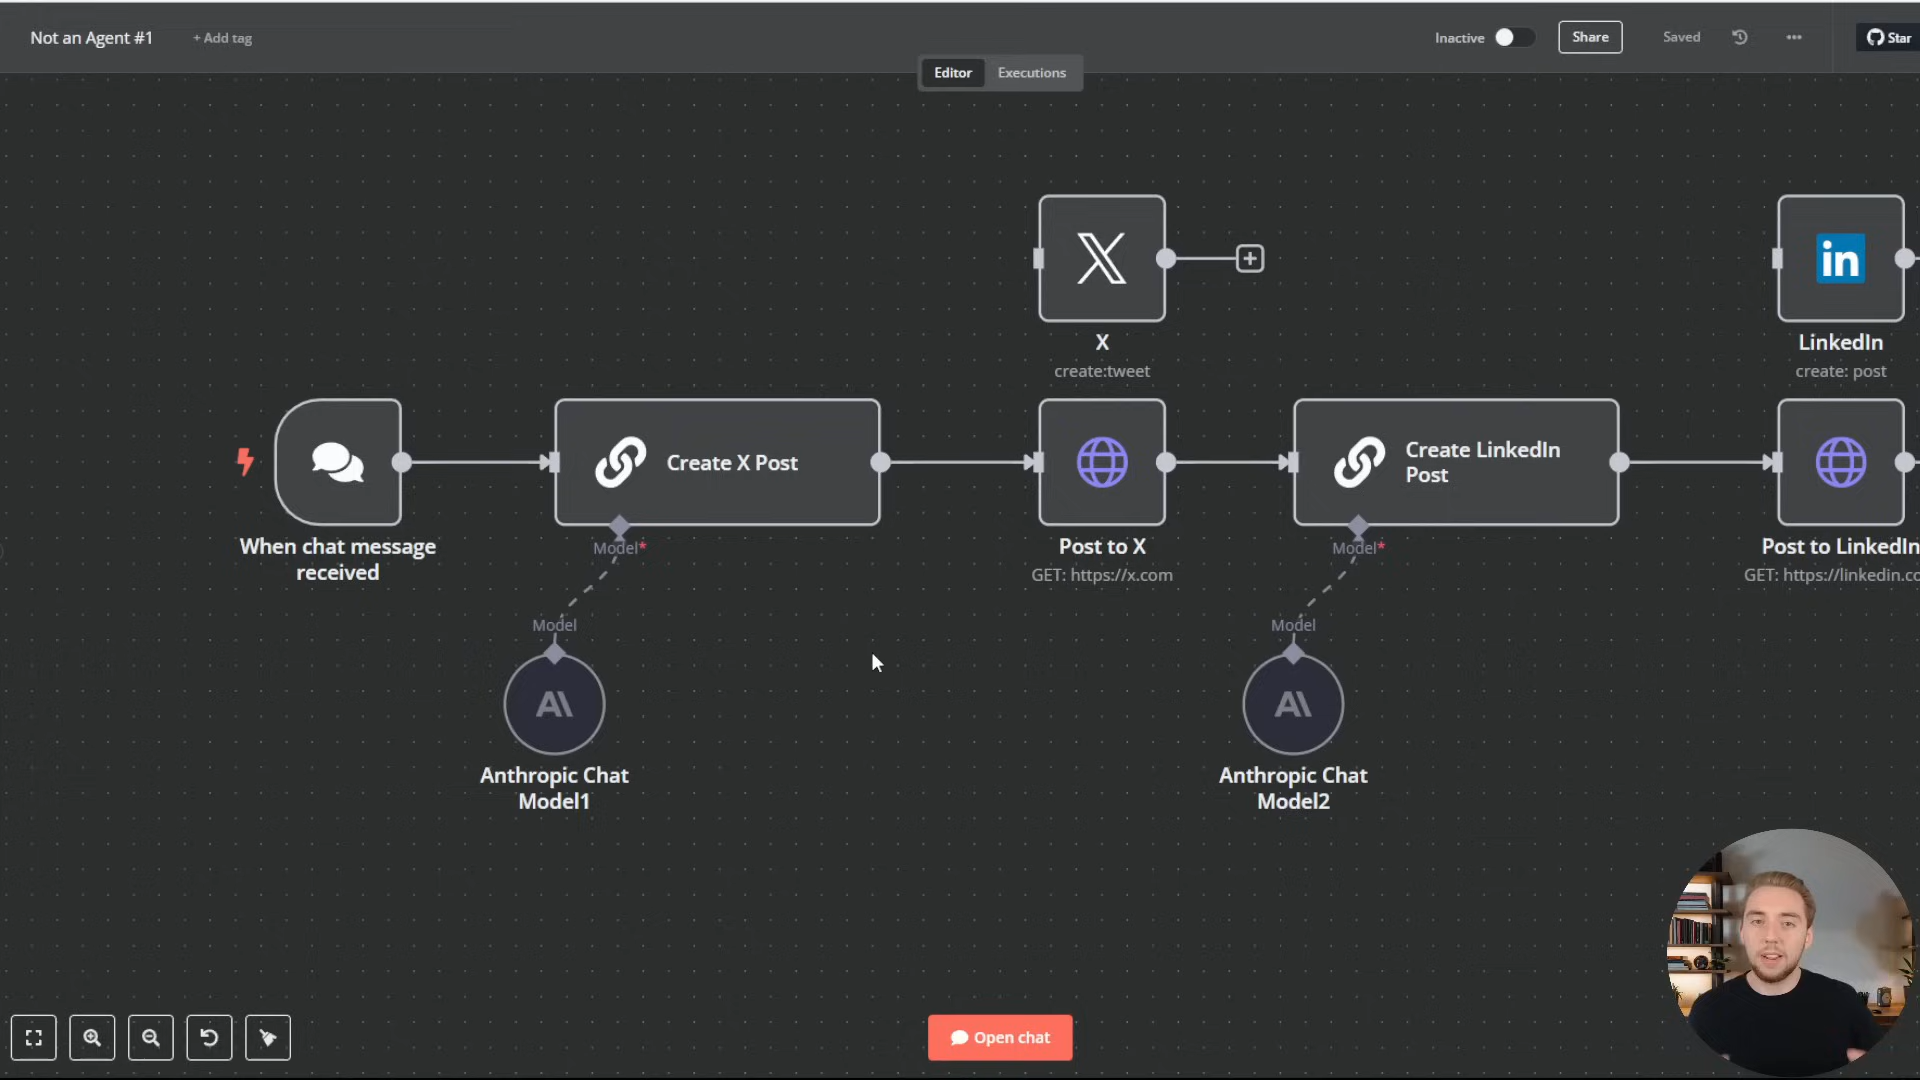 Not an Agent #1
+ Add tag
Inactive
Share
Saved
Star
Editor
Executions
X
create:tweet
in
LinkedIn
create: post
Create X Post
Create LinkedIn
Post
When chat message
received
Model*
Post to X
GET: https://x.com
Model*
Post to LinkedIn
GET: https://linkedin.co
Model
Model
Anthropic Chat
Model1
Anthropic Chat
Model2
Open chat